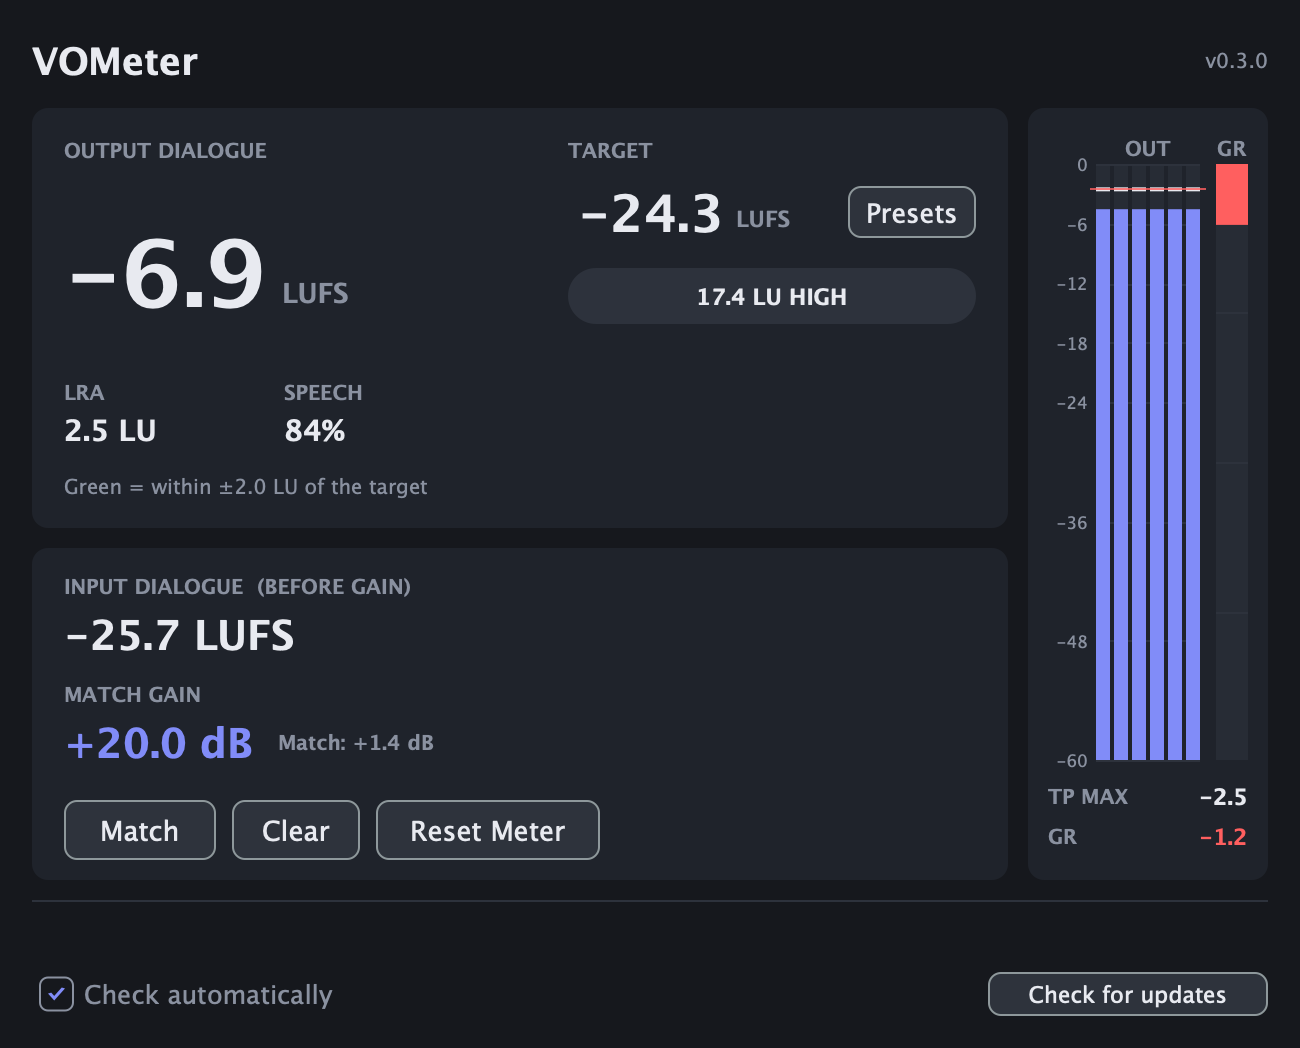 VOMeter
v0.3.0
OUTPUT DIALOGUE
−6.9 LUFS
LRA
2.5 LU
SPEECH
84%
Green = within ±2.0 LU of the target
TARGET
−24.3 LUFS
Presets
17.4 LU HIGH
INPUT DIALOGUE (BEFORE GAIN)
−25.7 LUFS
MATCH GAIN
+20.0 dB Match: +1.4 dB
Match
Clear
Reset Meter
OUT
GR
0
−6
−12
−18
−24
−36
−48
−60
TP MAX −2.5
GR −1.2
Check automatically
Check for updates